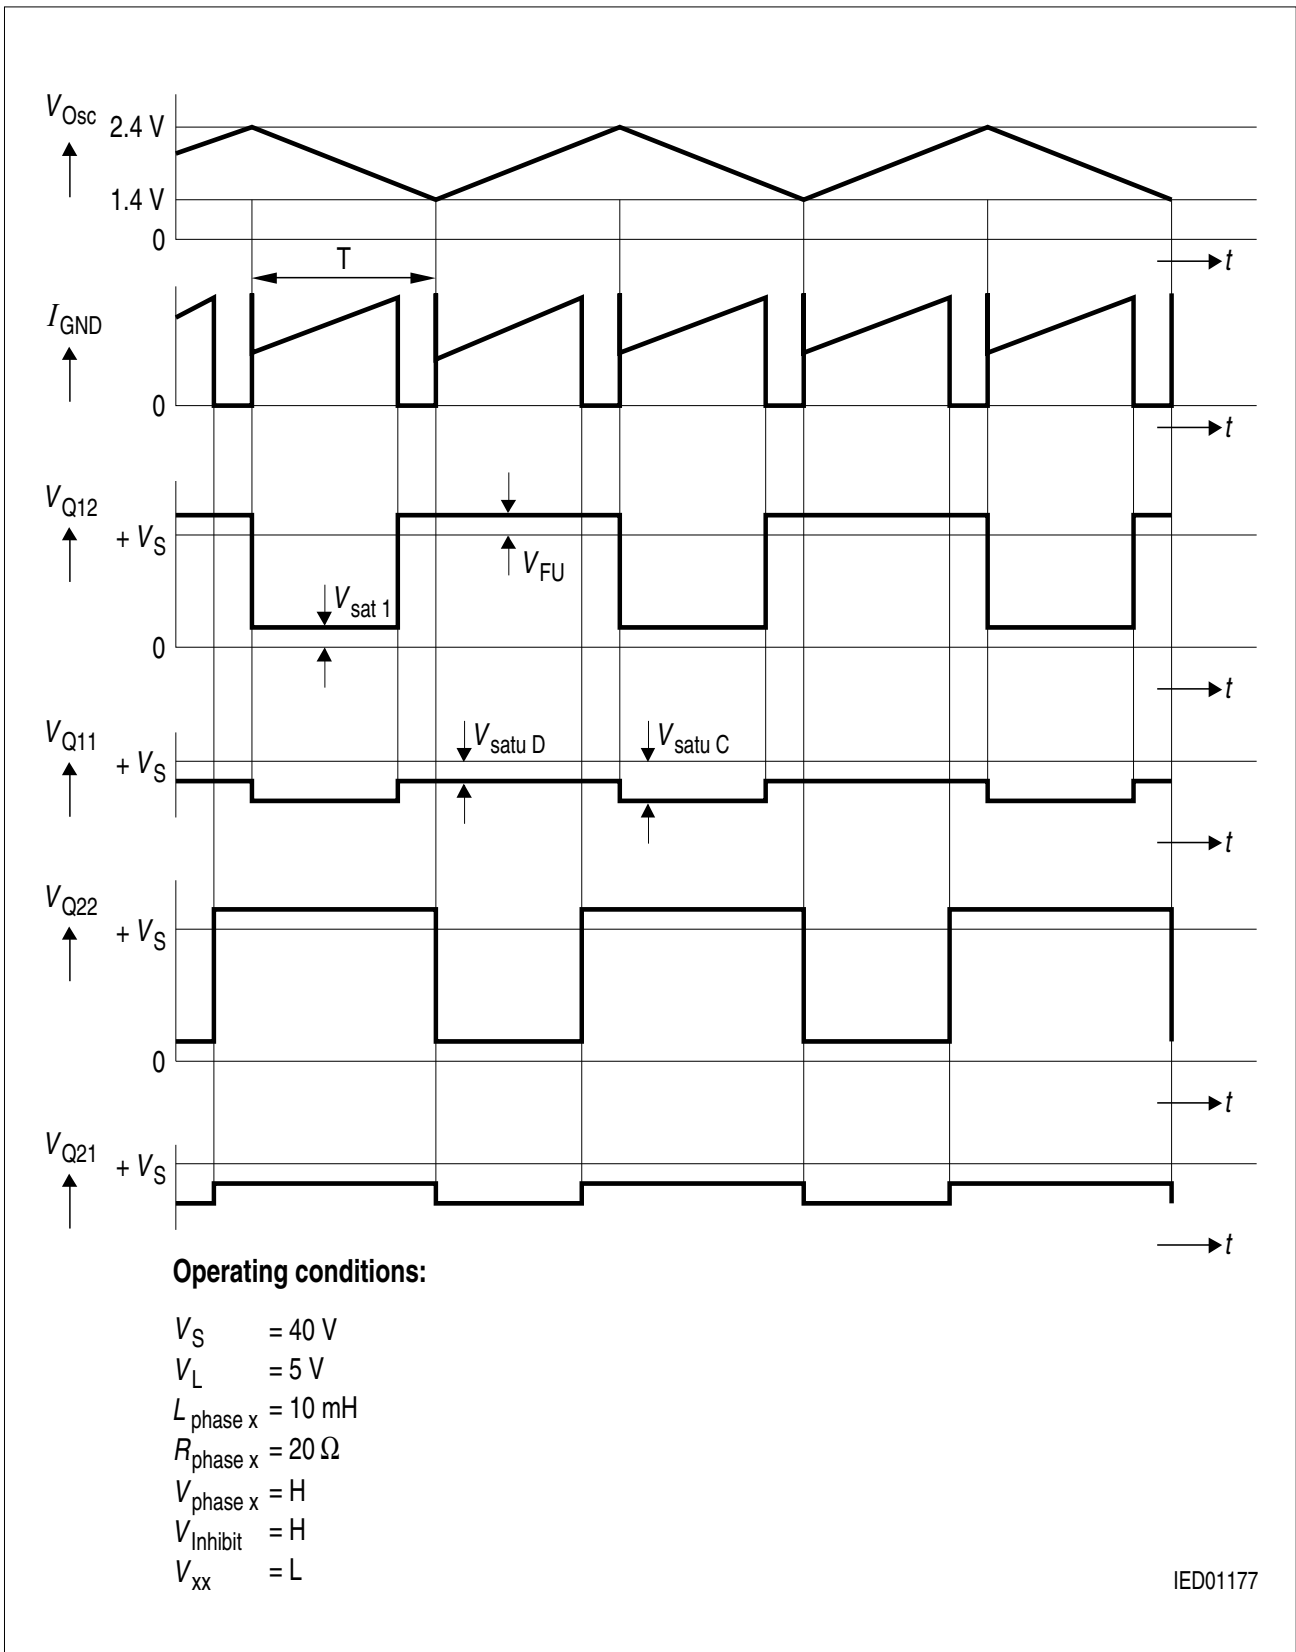 VOsc
2.4 V
1.4 V
0
t
T
IGND
0
t
VQ12
+ VS
VFU
Vsat 1
0
t
VQ11
+ VS
Vsatu D
Vsatu C
t
VQ22
+ VS
0
t
VQ21
+ VS
t
Operating conditions:
VS = 40 V
VL = 5 V
Lphase x = 10 mH
Rphase x = 20 Ω
Vphase x = H
VInhibit = H
Vxx = L
IED01177